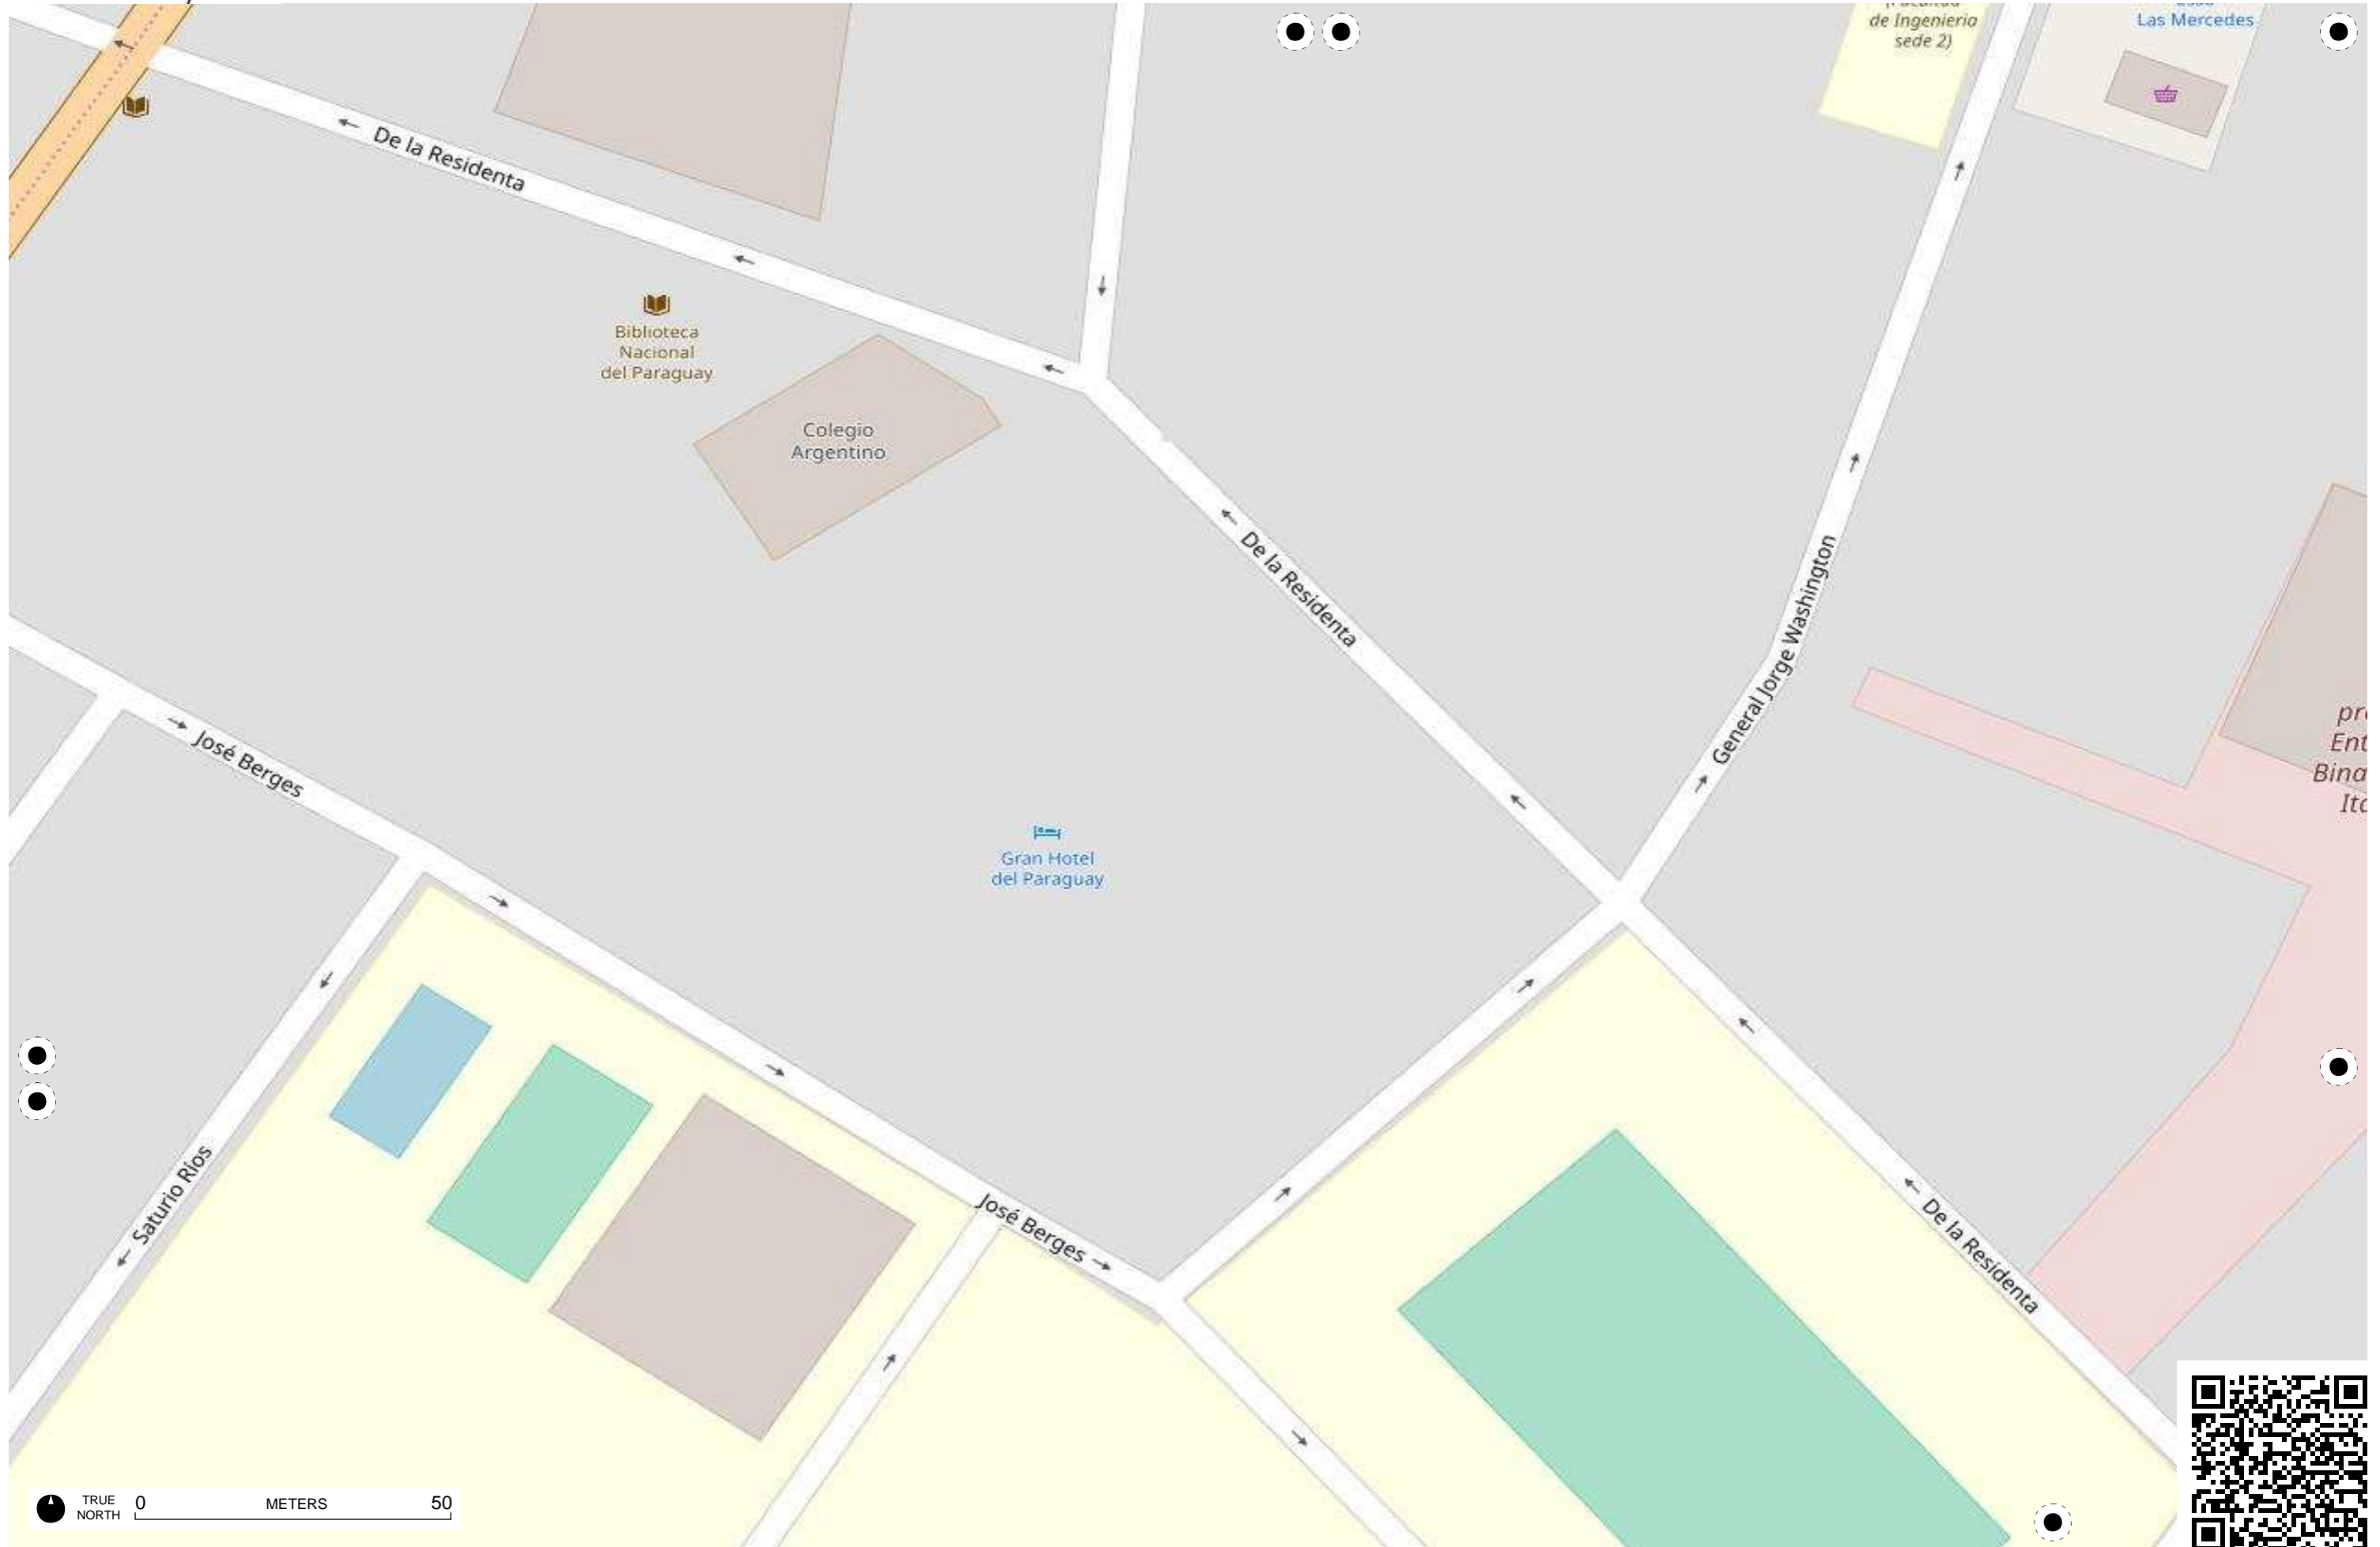 de Ingenieria
sede 2)
Las Mercedes
De la Residenta
Biblioteca
Nacional
del Paraguay
Colegio
Argentino
De la Residenta
General Jorge Washington
José Berges
Gran Hotel
del Paraguay
Saturio Ríos
José Berges
De la Residenta
TRUE
NORTH
0 METERS 50